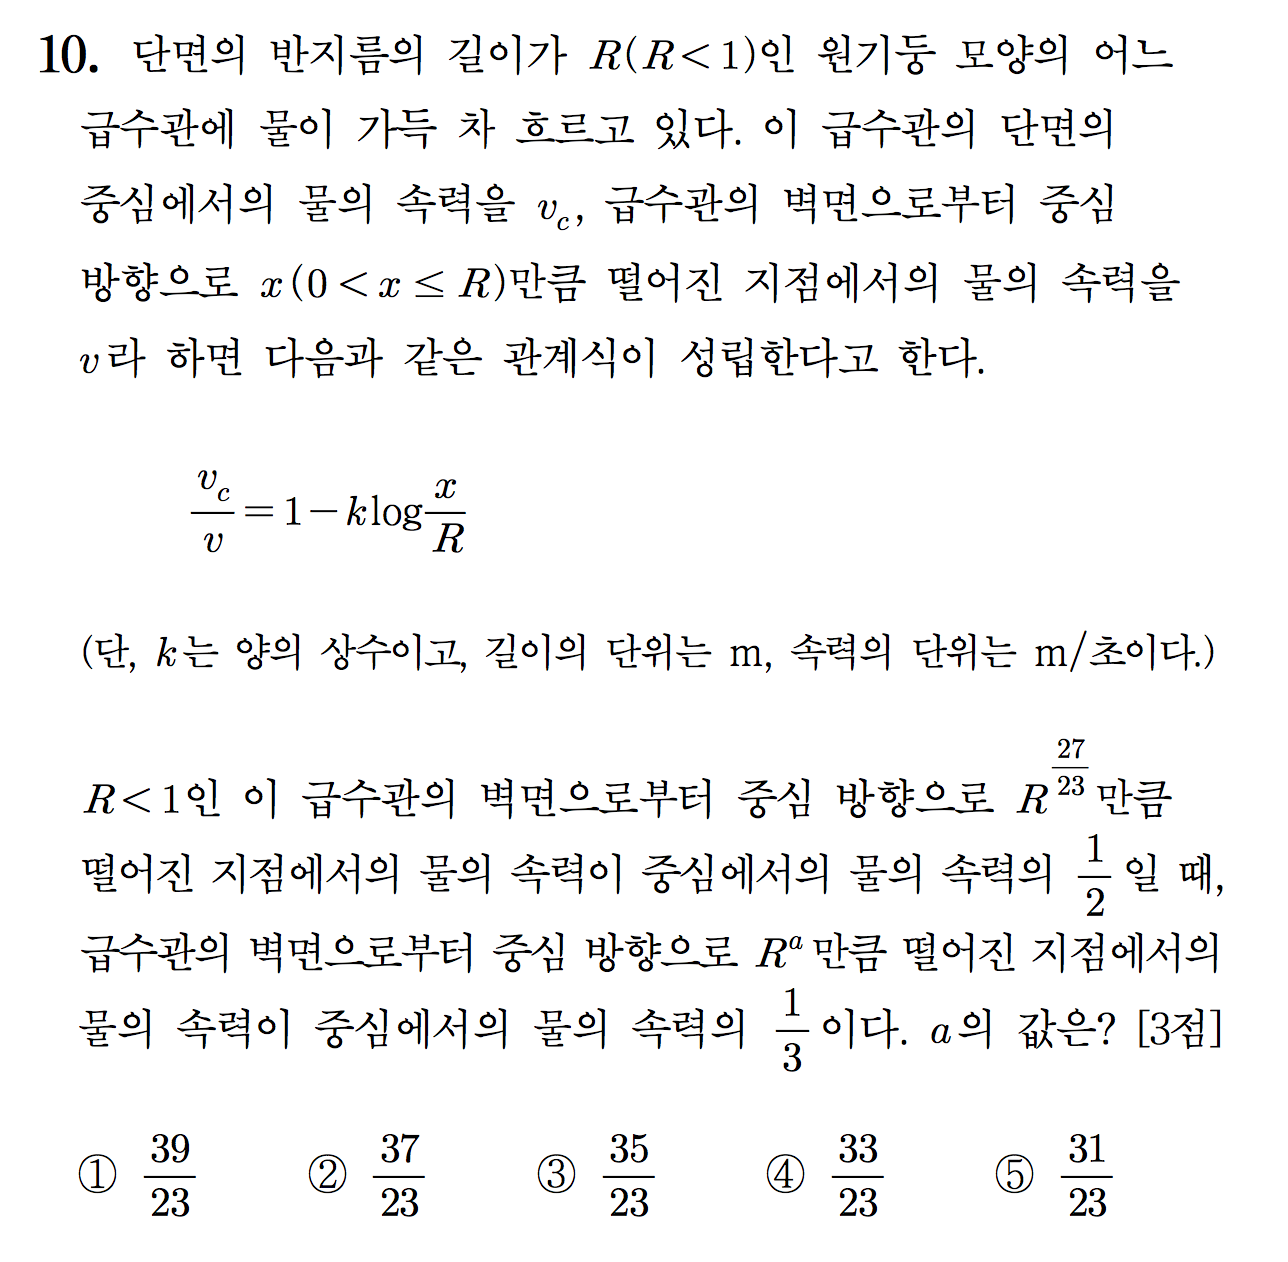 10. 단면의 반지름의 길이가 R(R<1)인 원기둥 모양의 어느
급수관에 물이 가득 차 흐르고 있다. 이 급수관의 단면의
중심에서의 물의 속력을 v_c, 급수관의 벽면으로부터 중심
방향으로 x(0<x≤R)만큼 떨어진 지점에서의 물의 속력을
v라 하면 다음과 같은 관계식이 성립한다고 한다.
v_c/v = 1 - k log x/R
(단, k는 양의 상수이고, 길이의 단위는 m, 속력의 단위는 m/초이다.)
R<1인 이 급수관의 벽면으로부터 중심 방향으로 R^(27/23)만큼
떨어진 지점에서의 물의 속력이 중심에서의 물의 속력의 1/2일 때,
급수관의 벽면으로부터 중심 방향으로 R^a만큼 떨어진 지점에서의
물의 속력이 중심에서의 물의 속력의 1/3이다. a의 값은? [3점]
① 39/23 ② 37/23 ③ 35/23 ④ 33/23 ⑤ 31/23